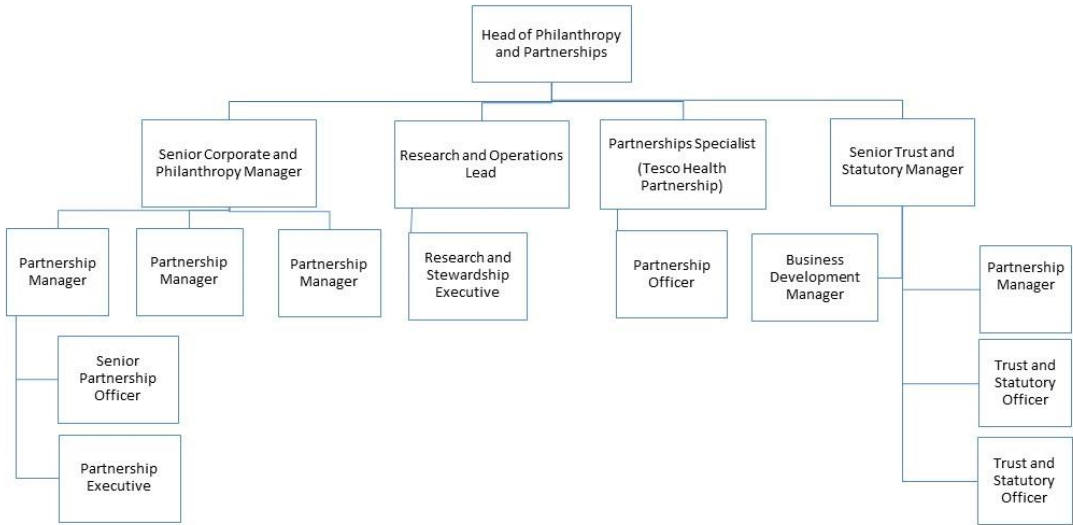 Head of Philanthropy
and Partnerships
Senior Corporate and
Philanthropy Manager
Research and Operations
Lead
Partnerships Specialist
(Tesco Health
Partnership)
Senior Trust and
Statutory Manager
Partnership
Manager
Partnership
Manager
Partnership
Manager
Research and
Stewardship
Executive
Partnership
Officer
Business
Development
Manager
Partnership
Manager
Senior
Partnership
Officer
Trust and
Statutory
Officer
Partnership
Executive
Trust and
Statutory
Officer